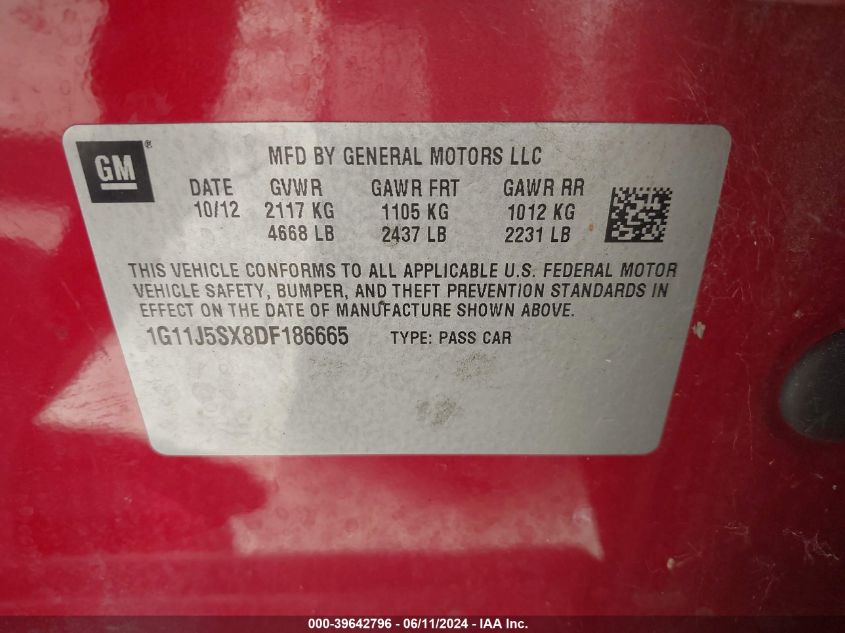 GM®
MFD BY GENERAL MOTORS LLC
DATE GVWR GAWR FRT GAWR RR
10/12 2117 KG 1105 KG 1012 KG
4668 LB 2437 LB 2231 LB
THIS VEHICLE CONFORMS TO ALL APPLICABLE U.S. FEDERAL MOTOR
VEHICLE SAFETY, BUMPER, AND THEFT PREVENTION STANDARDS IN
EFFECT ON THE DATE OF MANUFACTURE SHOWN ABOVE.
1G11J5SX8DF186665 TYPE: PASS CAR
000-39642796 - 06/11/2024 - IAA Inc.